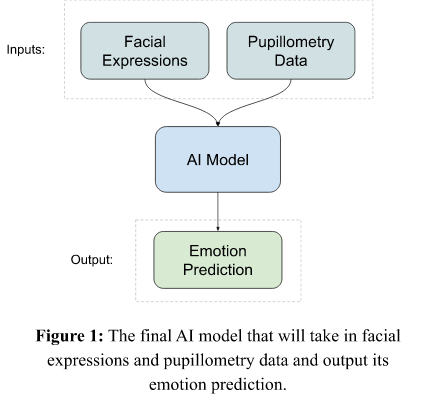 Inputs:
Facial
Expressions
Pupillometry
Data
AI Model
Output:
Emotion
Prediction
Figure 1: The final AI model that will take in facial
expressions and pupillometry data and output its
emotion prediction.